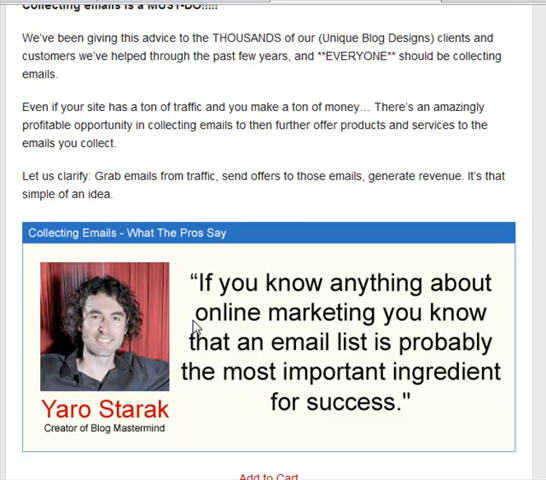 Collecting emails is a MUST-DO!!!!!
We've been giving this advice to the THOUSANDS of our (Unique Blog Designs) clients and
customers we've helped through the past few years, and **EVERYONE** should be collecting
emails.
Even if your site has a ton of traffic and you make a ton of money… There's an amazingly
profitable opportunity in collecting emails to then further offer products and services to the
emails you collect.
Let us clarify: Grab emails from traffic, send offers to those emails, generate revenue. It's that
simple of an idea.
Collecting Emails - What The Pros Say
“If you know anything about
online marketing you know
that an email list is probably
the most important ingredient
for success."
Yaro Starak
Creator of Blog Mastermind
Add to Cart